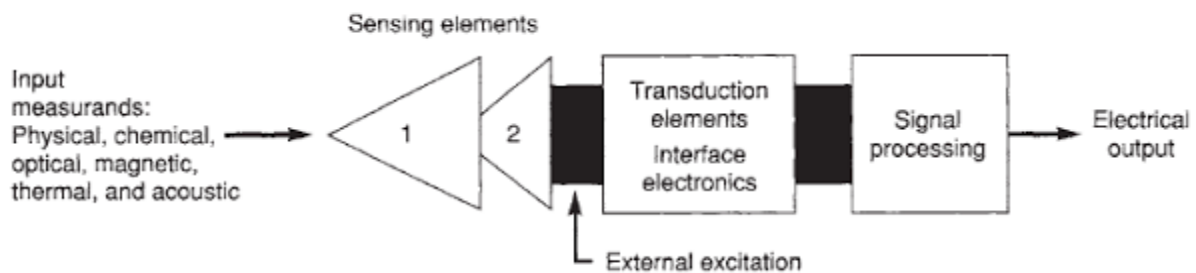 Sensing elements
Input
measurands:
Physical, chemical,
optical, magnetic,
thermal, and acoustic
1
2
Transduction
elements
Interface
electronics
Signal
processing
Electrical
output
External excitation